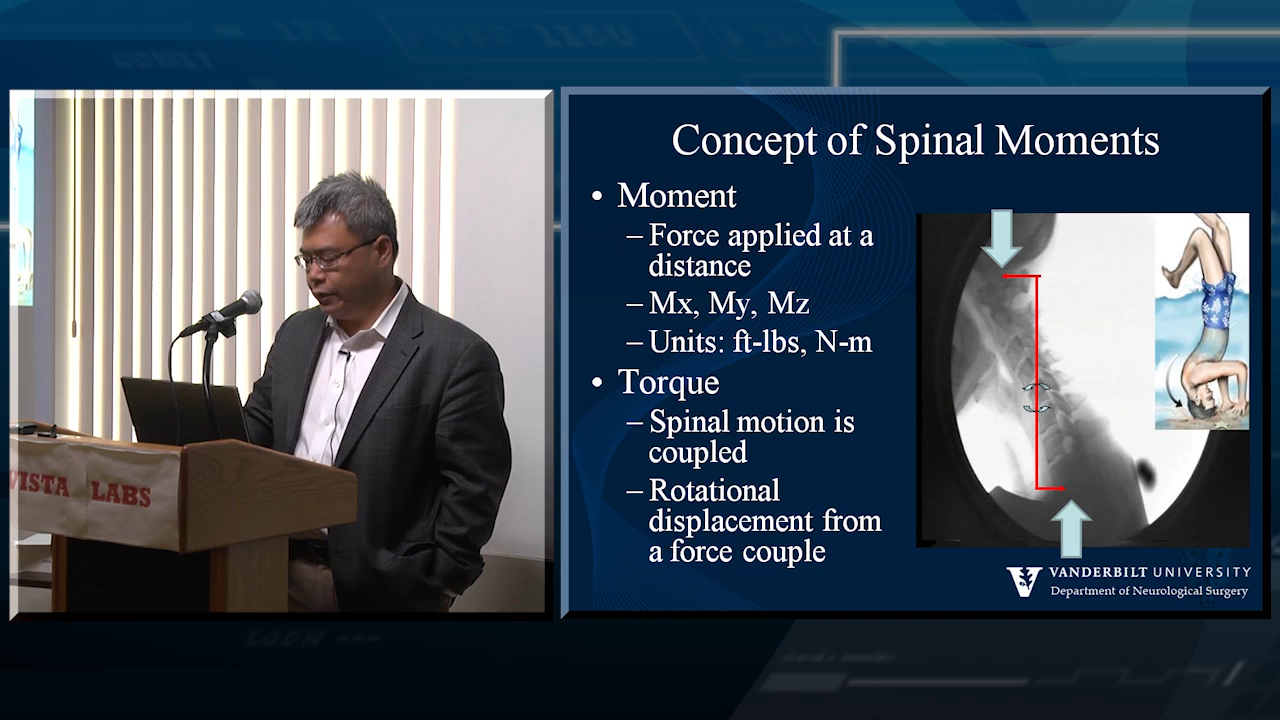 Concept of Spinal Moments
• Moment
– Force applied at a
distance
– Mx, My, Mz
– Units: ft-lbs, N-m
• Torque
– Spinal motion is
coupled
– Rotational
displacement from
a force couple
VANDERBILT UNIVERSITY
Department of Neurological Surgery
VISTA LABS